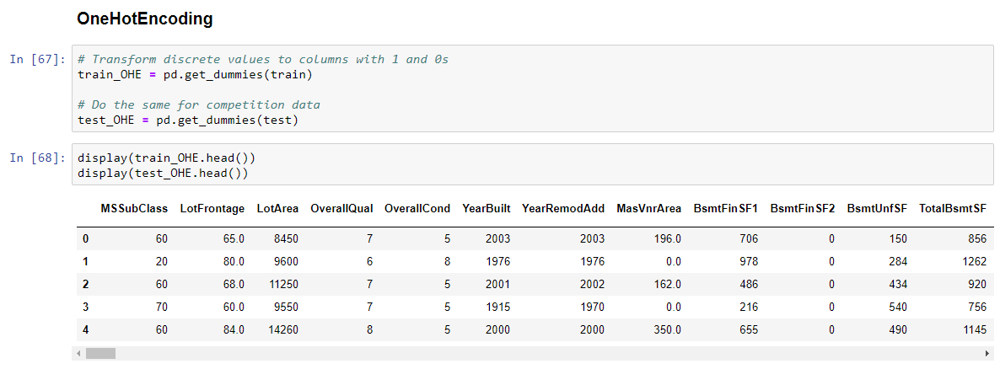 OneHotEncoding
In [67]:
# Transform discrete values to columns with 1 and 0s
train_OHE = pd.get_dummies(train)
# Do the same for competition data
test_OHE = pd.get_dummies(test)
In [68]:
display(train_OHE.head())
display(test_OHE.head())
MSSubClass LotFrontage LotArea OverallQual OverallCond YearBuilt YearRemodAdd MasVnrArea BsmtFinSF1 BsmtFinSF2 BsmtUnfSF TotalBsmtSF
0 60 65.0 8450 7 5 2003 2003 196.0 706 0 150 856
1 20 80.0 9600 6 8 1976 1976 0.0 978 0 284 1262
2 60 68.0 11250 7 5 2001 2002 162.0 486 0 434 920
3 70 60.0 9550 7 5 1915 1970 0.0 216 0 540 756
4 60 84.0 14260 8 5 2000 2000 350.0 655 0 490 1145